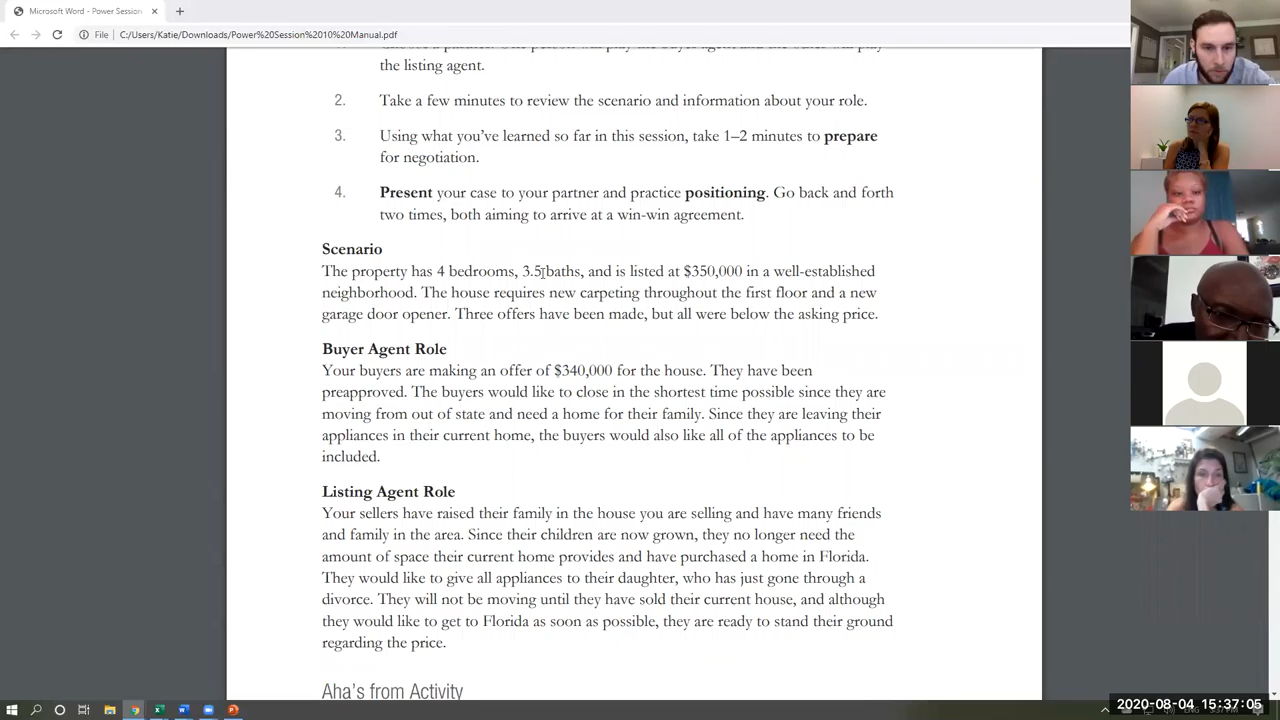 Microsoft Word - Power Session
File | C:/Users/Katie/Downloads/Power%20Session%2010%20Manual.pdf
the listing agent.
2. Take a few minutes to review the scenario and information about your role.
3. Using what you've learned so far in this session, take 1–2 minutes to prepare
for negotiation.
4. Present your case to your partner and practice positioning. Go back and forth
two times, both aiming to arrive at a win-win agreement.
Scenario
The property has 4 bedrooms, 3.5 baths, and is listed at $350,000 in a well-established
neighborhood. The house requires new carpeting throughout the first floor and a new
garage door opener. Three offers have been made, but all were below the asking price.
Buyer Agent Role
Your buyers are making an offer of $340,000 for the house. They have been
preapproved. The buyers would like to close in the shortest time possible since they are
moving from out of state and need a home for their family. Since they are leaving their
appliances in their current home, the buyers would also like all of the appliances to be
included.
Listing Agent Role
Your sellers have raised their family in the house you are selling and have many friends
and family in the area. Since their children are now grown, they no longer need the
amount of space their current home provides and have purchased a home in Florida.
They would like to give all appliances to their daughter, who has just gone through a
divorce. They will not be moving until they have sold their current house, and although
they would like to get to Florida as soon as possible, they are ready to stand their ground
regarding the price.
Aha's from Activity
2020-08-04 15:37:05